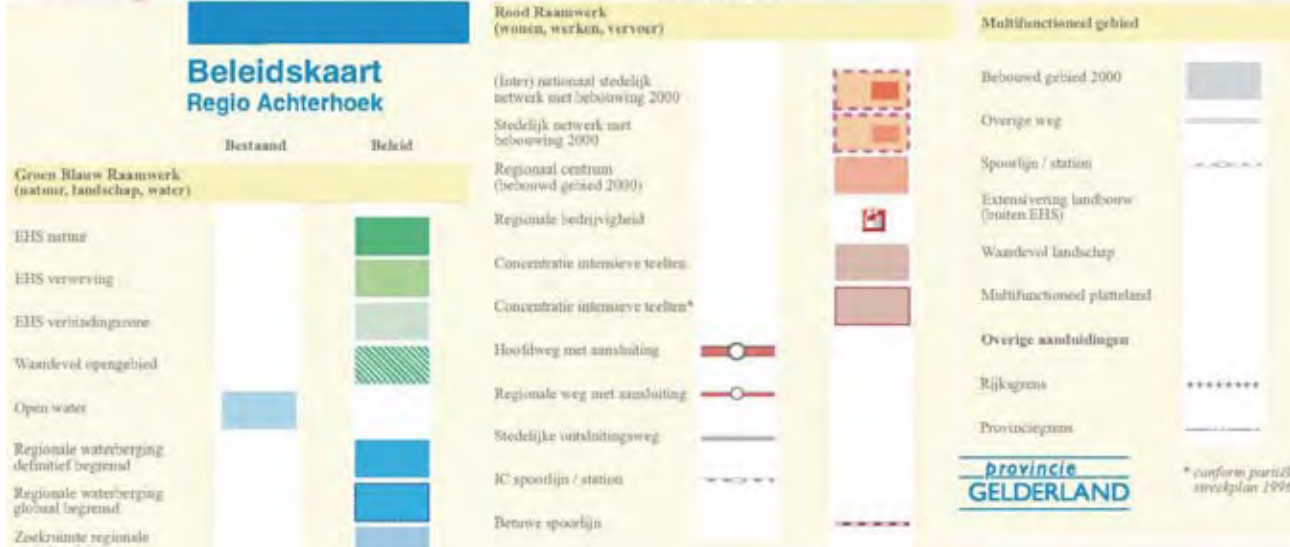 Beleidskaart
Regio Achterhoek
Bestaand Beleid
Groen Blauw Raamwerk
(natuur, landschap, water)
EHS natuur
EHS verweving
EHS verbindingszone
Waardevol opengebied
Open water
Regionale waterberging
definitief begrensd
Regionale waterberging
globaal begrensd
Zoekruimte regionale
Rood Raamwerk
(wonen, werken, vervoer)
(Inter) nationaal stedelijk
netwerk met bebouwing 2000
Stedelijk netwerk met
bebouwing 2000
Regionaal centrum
(bebouwd gebied 2000)
Regionale bedrijvigheid
Concentratie intensieve teelten
Concentratie intensieve teelten*
Hoofdweg met aansluiting
Regionale weg met aansluiting
Stedelijke ontsluitingsweg
IC spoorlijn / station
Betuwe spoorlijn
Multifunctioneel gebied
Bebouwd gebied 2000
Overige weg
Spoorlijn / station
Extensivering landbouw
(buiten EHS)
Waardevol landschap
Multifunctioneel platteland
Overige aanduidingen
Rijksgrens
Provinciegrens
provincie
GELDERLAND
* conform
streekplan